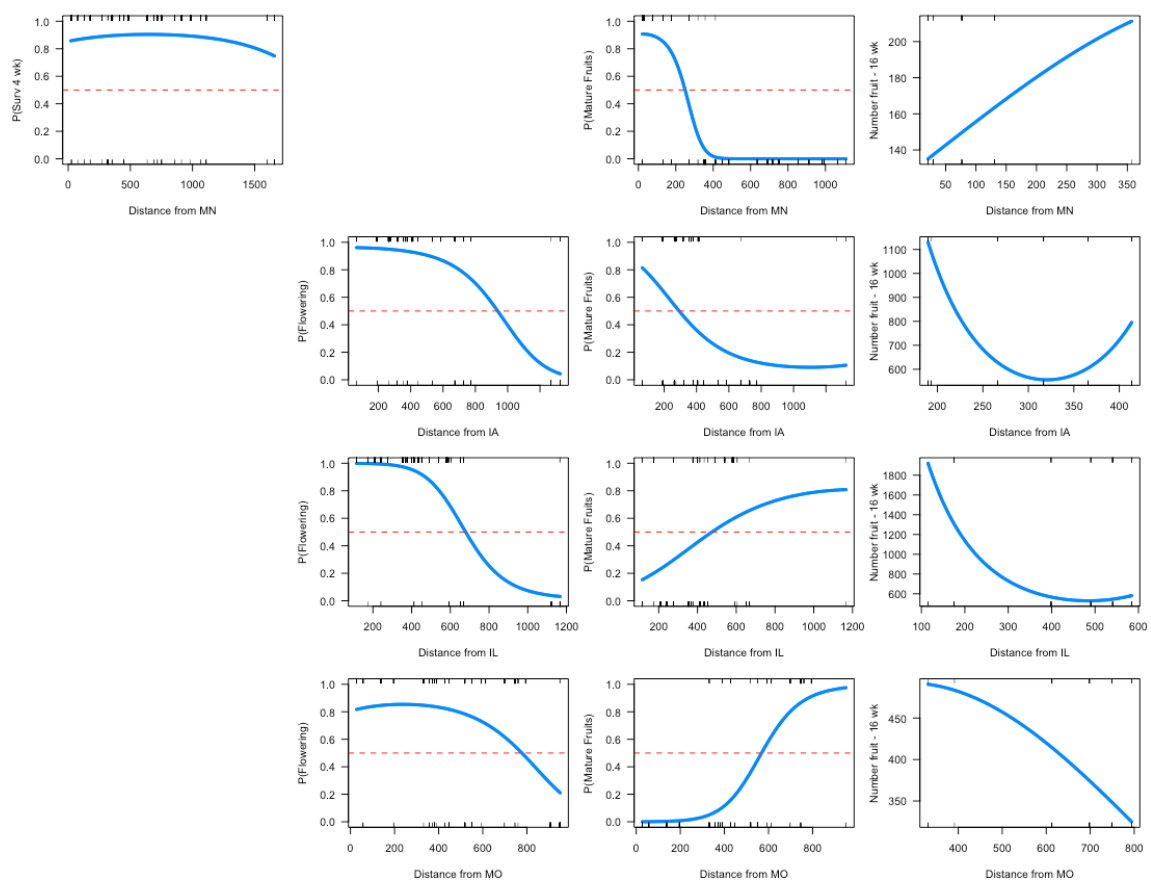 P(Surv 4 wk)
1.0
0.8
0.6
0.4
0.2
0.0
0 500 1000 1500
Distance from MN
P(Mature Fruits)
1.0
0.8
0.6
0.4
0.2
0.0
0 200 400 600 800 1000
Distance from MN
Number fruit - 16 wk
200
180
160
140
50 100 150 200 250 300 350
Distance from MN
P(Flowering)
1.0
0.8
0.6
0.4
0.2
0.0
200 400 600 800 1000
Distance from IA
P(Mature Fruits)
1.0
0.8
0.6
0.4
0.2
0.0
200 400 600 800 1000
Distance from IA
Number fruit - 16 wk
1100
1000
900
800
700
600
200 250 300 350 400
Distance from IA
P(Flowering)
1.0
0.8
0.6
0.4
0.2
0.0
200 400 600 800 1000 1200
Distance from IL
P(Mature Fruits)
1.0
0.8
0.6
0.4
0.2
0.0
200 400 600 800 1000 1200
Distance from IL
Number fruit - 16 wk
1800
1600
1400
1200
1000
800
600
100 200 300 400 500 600
Distance from IL
P(Flowering)
1.0
0.8
0.6
0.4
0.2
0.0
0 200 400 600 800
Distance from MO
P(Mature Fruits)
1.0
0.8
0.6
0.4
0.2
0.0
0 200 400 600 800
Distance from MO
Number fruit - 16 wk
450
400
350
400 500 600 700 800
Distance from MO